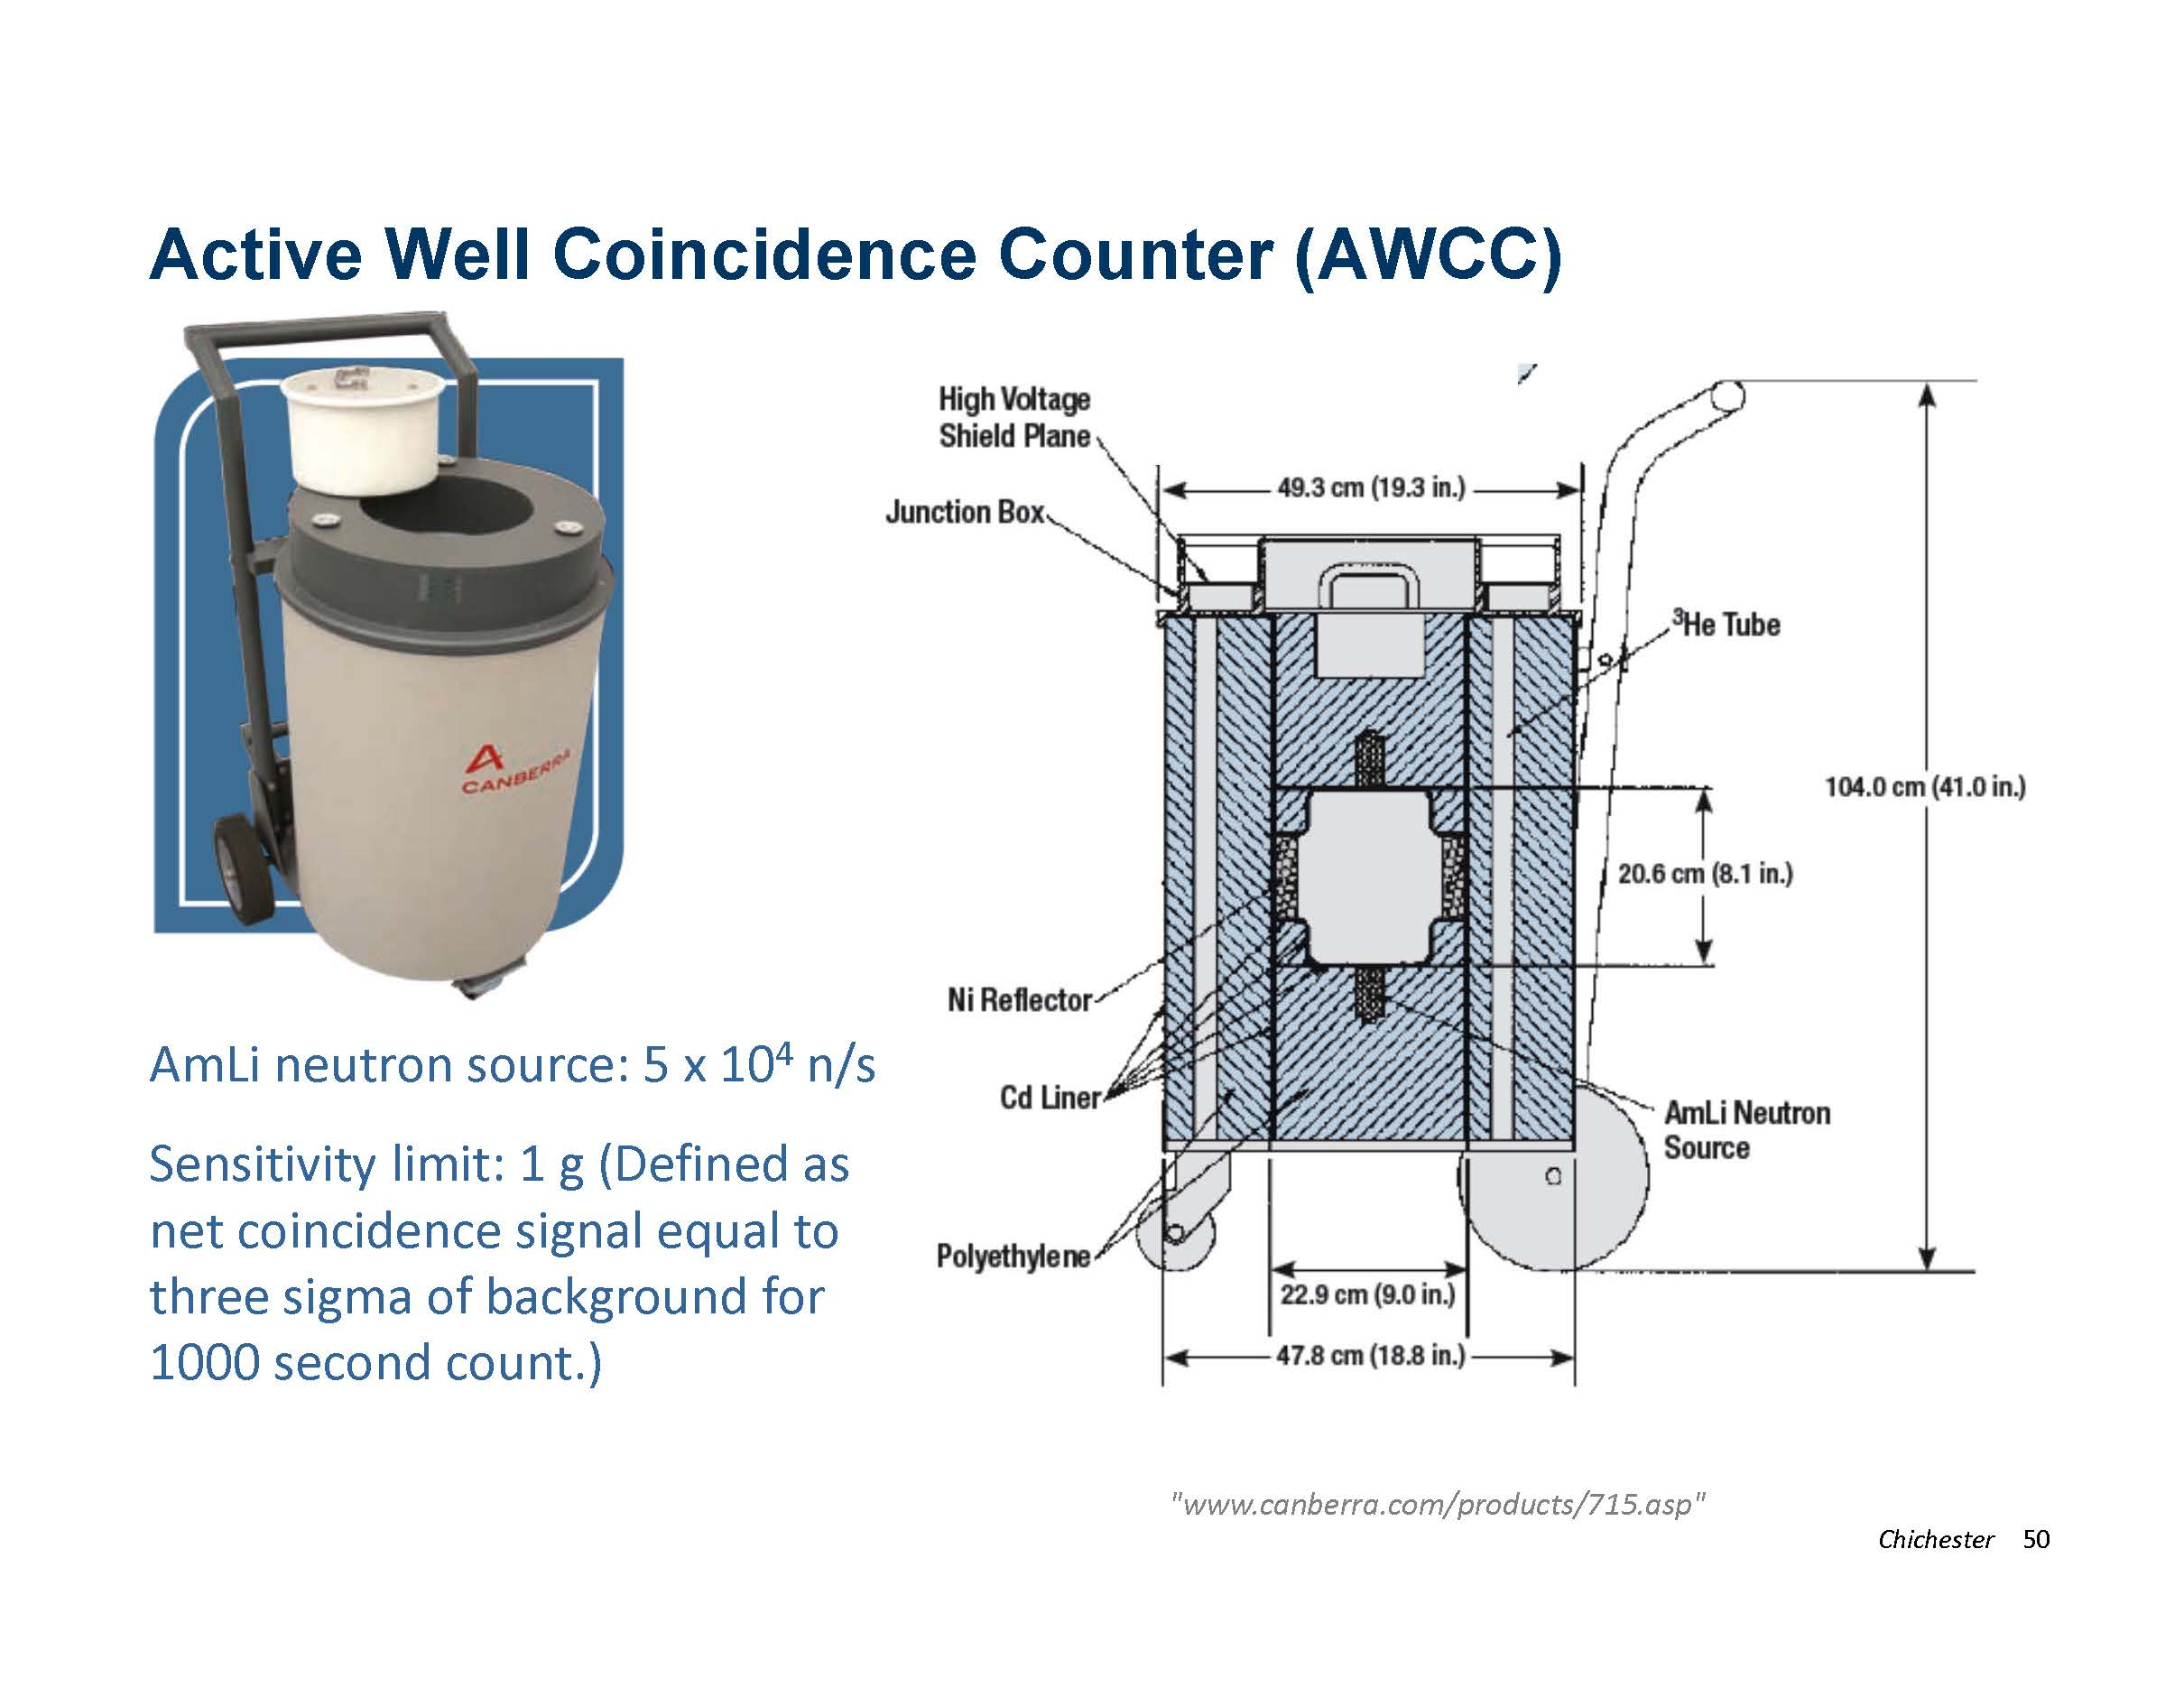 Active Well Coincidence Counter (AWCC)
A
CANBERRA
AmLi neutron source: 5 x 10⁴ n/s
Sensitivity limit: 1 g (Defined as
net coincidence signal equal to
three sigma of background for
1000 second count.)
High Voltage
Shield Plane
Junction Box
49.3 cm (19.3 in.)
³He Tube
104.0 cm (41.0 in.)
20.6 cm (8.1 in.)
Ni Reflector
Cd Liner
AmLi Neutron
Source
Polyethylene
22.9 cm (9.0 in.)
47.8 cm (18.8 in.)
"www.canberra.com/products/715.asp"
Chichester 50